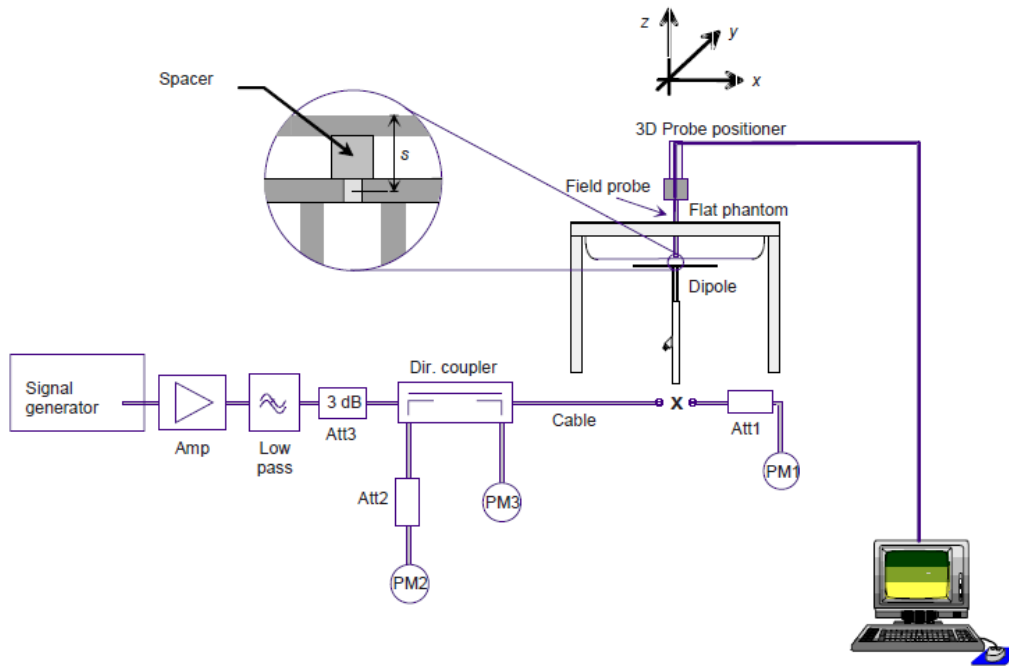 z
y
x
Spacer
s
3D Probe positioner
Field probe
Flat phantom
Dipole
Signal
generator
Amp
Low
pass
3 dB
Att3
Dir. coupler
Cable
X
Att1
PM1
Att2
PM3
PM2